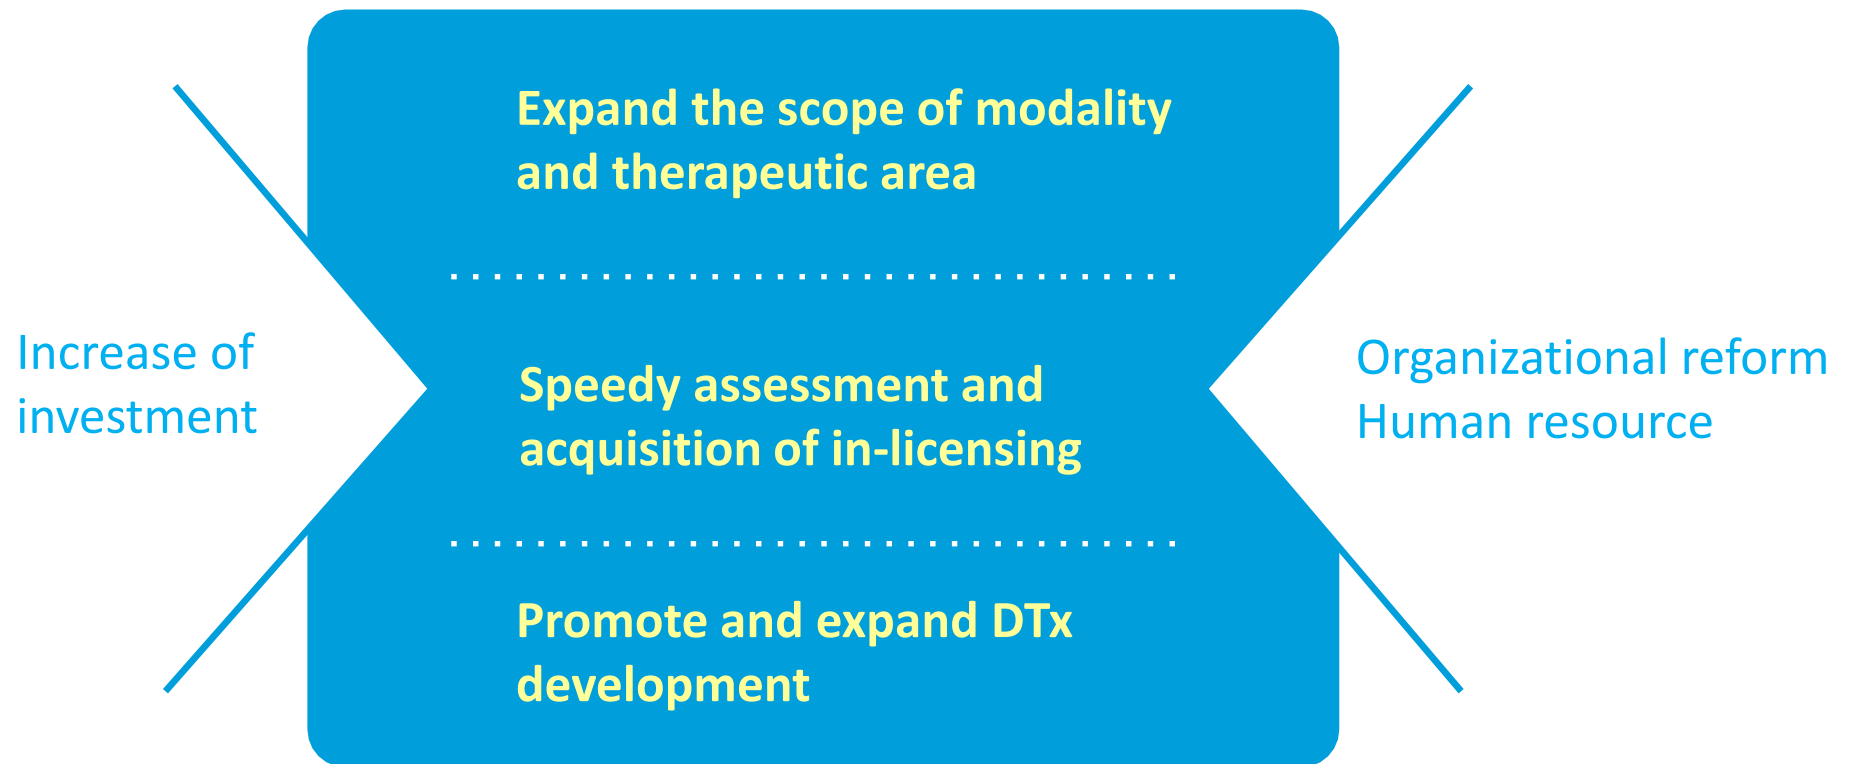 Expand the scope of modality
and therapeutic area
Increase of
investment
Speedy assessment and
acquisition of in-licensing
Organizational reform
Human resource
Promote and expand DTx
development